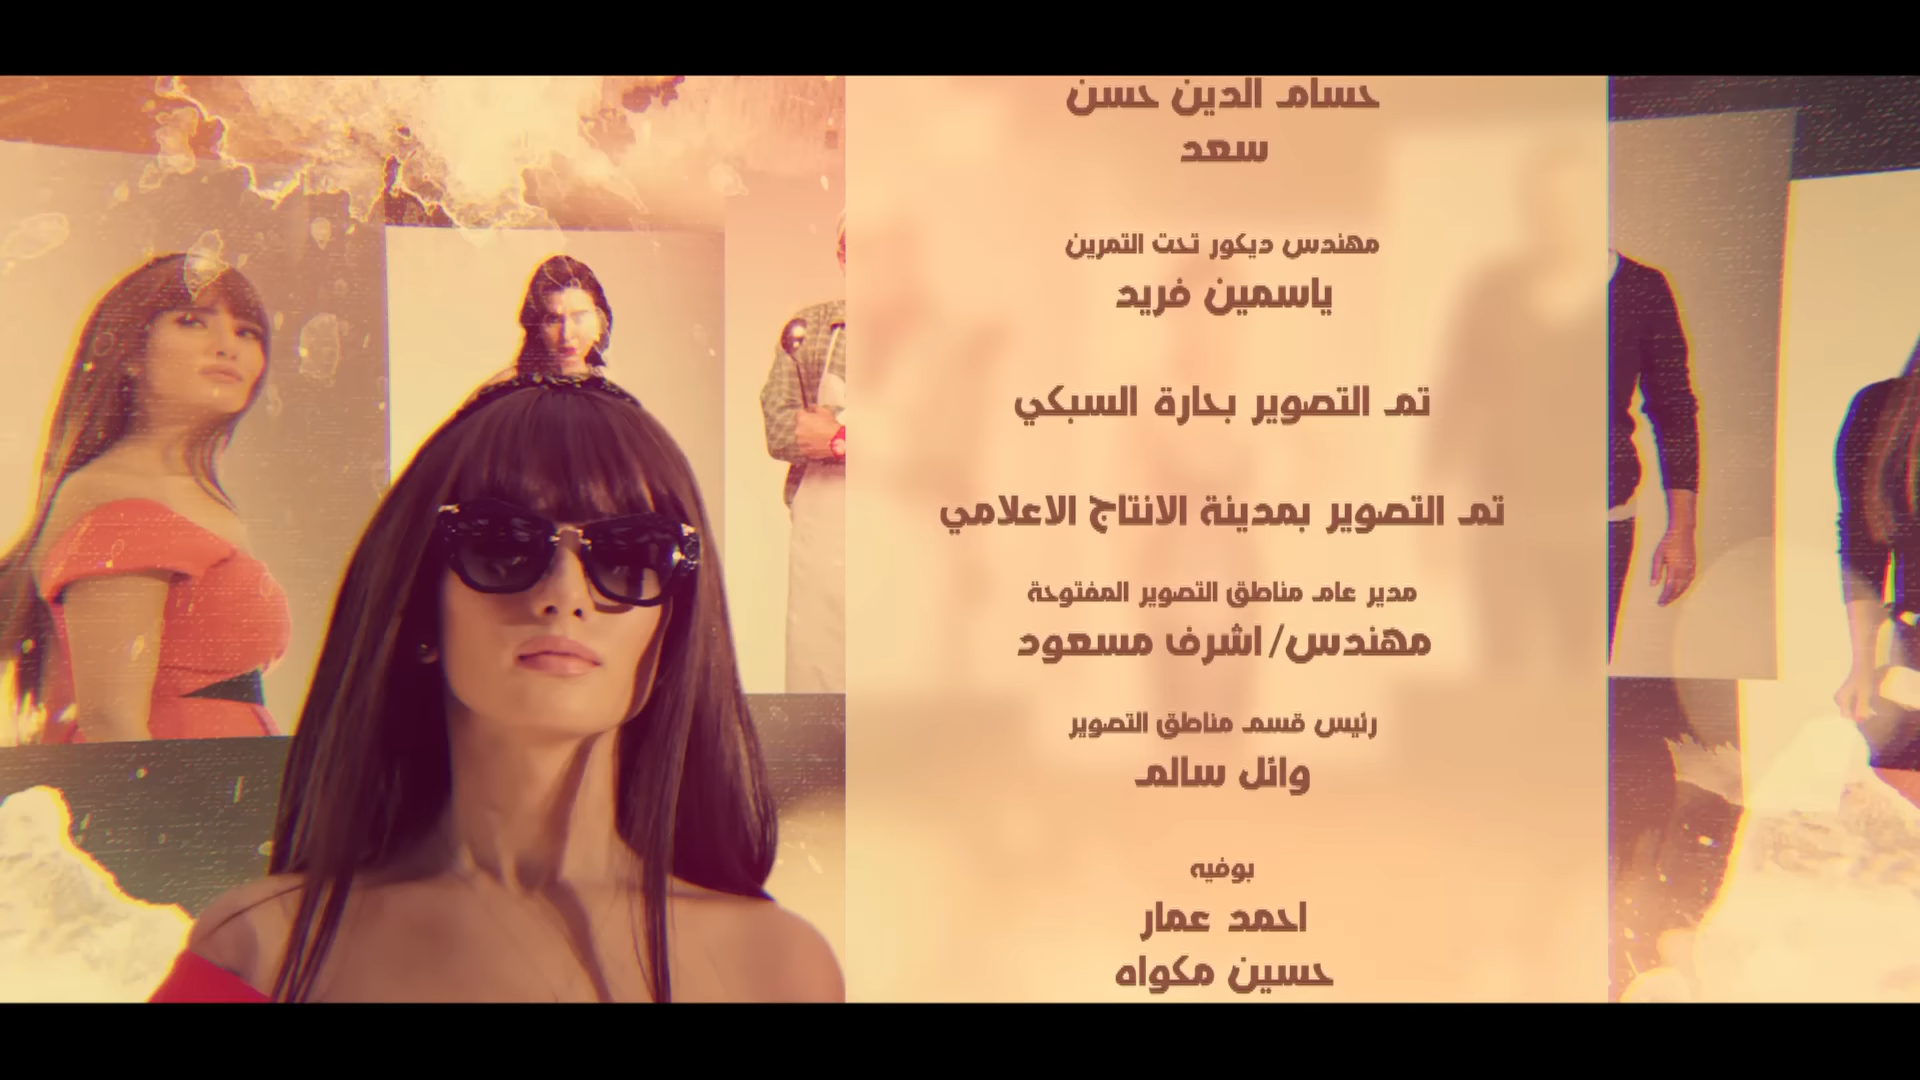 حسام الدين حسن
سعد
مهندس ديكور تحت التمرين
ياسمين فريد
تم التصوير بحارة السبكي
تم التصوير بمدينة الانتاج الاعلامي
مدير عام مناطق التصوير المفتوحة
مهندس/ اشرف مسعود
رئيس قسم مناطق التصوير
وائل سالم
بوفيه
احمد عمار
حسين مكواه